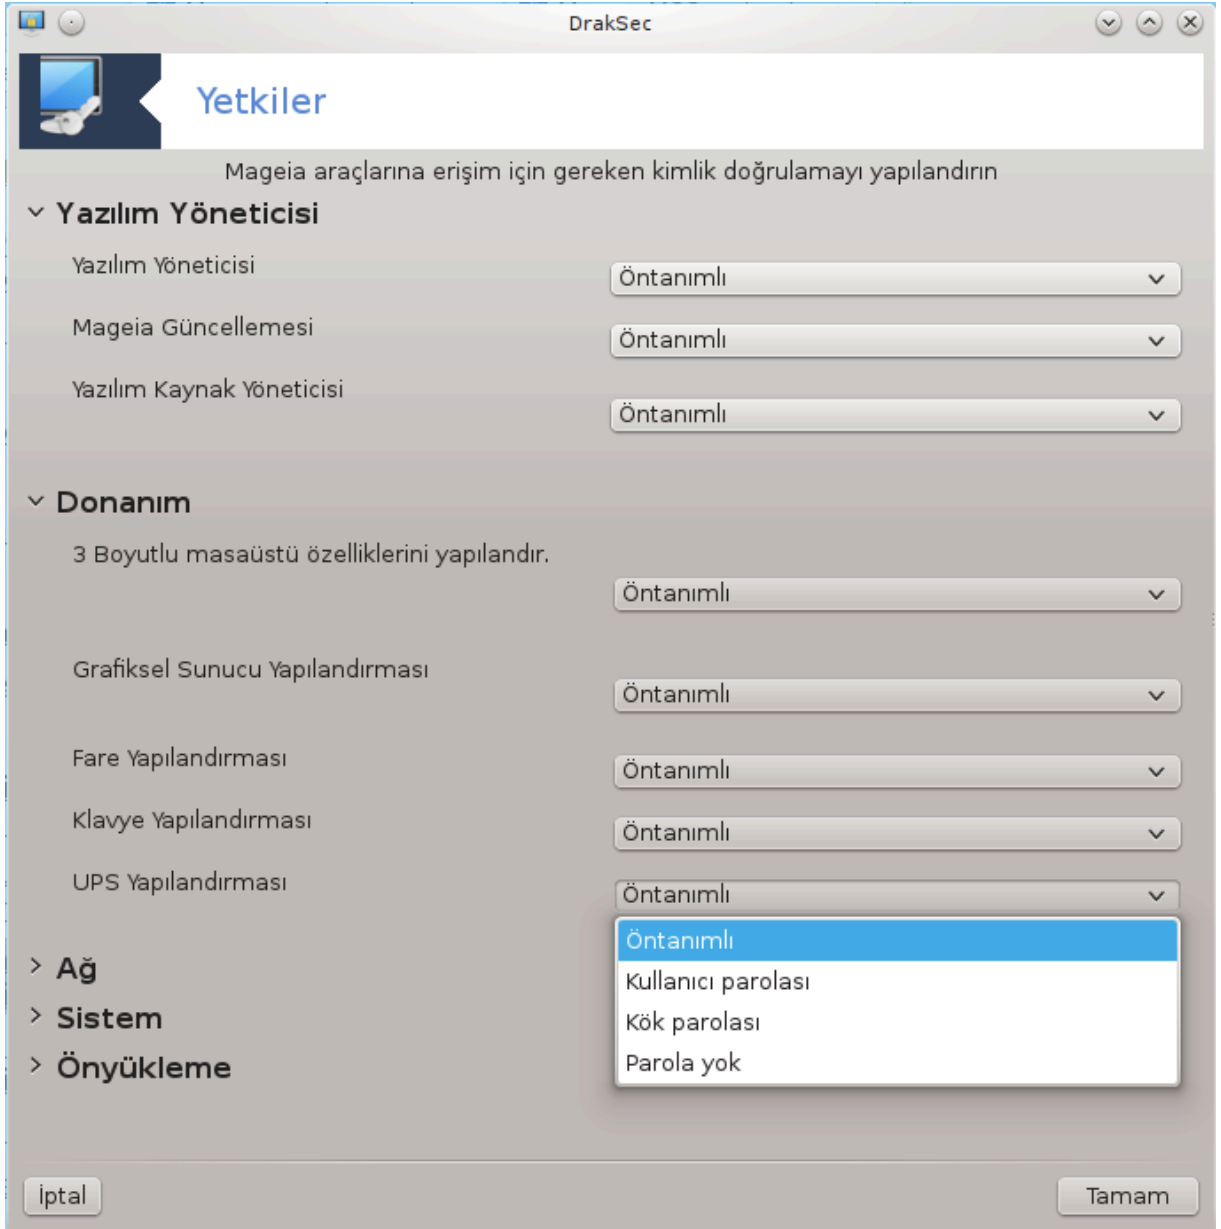 DrakSec
Yetkiler
Mageia araçlarına erişim için gereken kimlik doğrulamayı yapılandırın
Yazılım Yöneticisi
Yazılım Yöneticisi
Öntanımlı
Mageia Güncellemesi
Öntanımlı
Yazılım Kaynak Yöneticisi
Öntanımlı
Donanım
3 Boyutlu masaüstü özelliklerini yapılandır.
Öntanımlı
Grafiksel Sunucu Yapılandırması
Öntanımlı
Fare Yapılandırması
Öntanımlı
Klavye Yapılandırması
Öntanımlı
UPS Yapılandırması
Öntanımlı
Öntanımlı
Kullanıcı parolası
Kök parolası
Parola yok
Ağ
Sistem
Önyükleme
İptal
Tamam